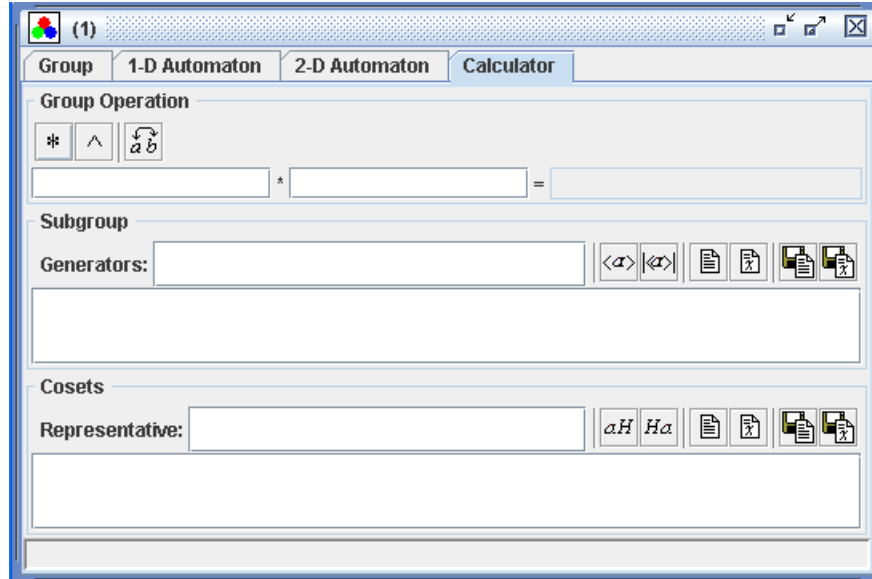 (1)
Group 1-D Automaton 2-D Automaton Calculator
Group Operation
* ^ a b
* =
Subgroup
Generators: <a> |<a>| x x
Cosets
Representative: aH Ha x x